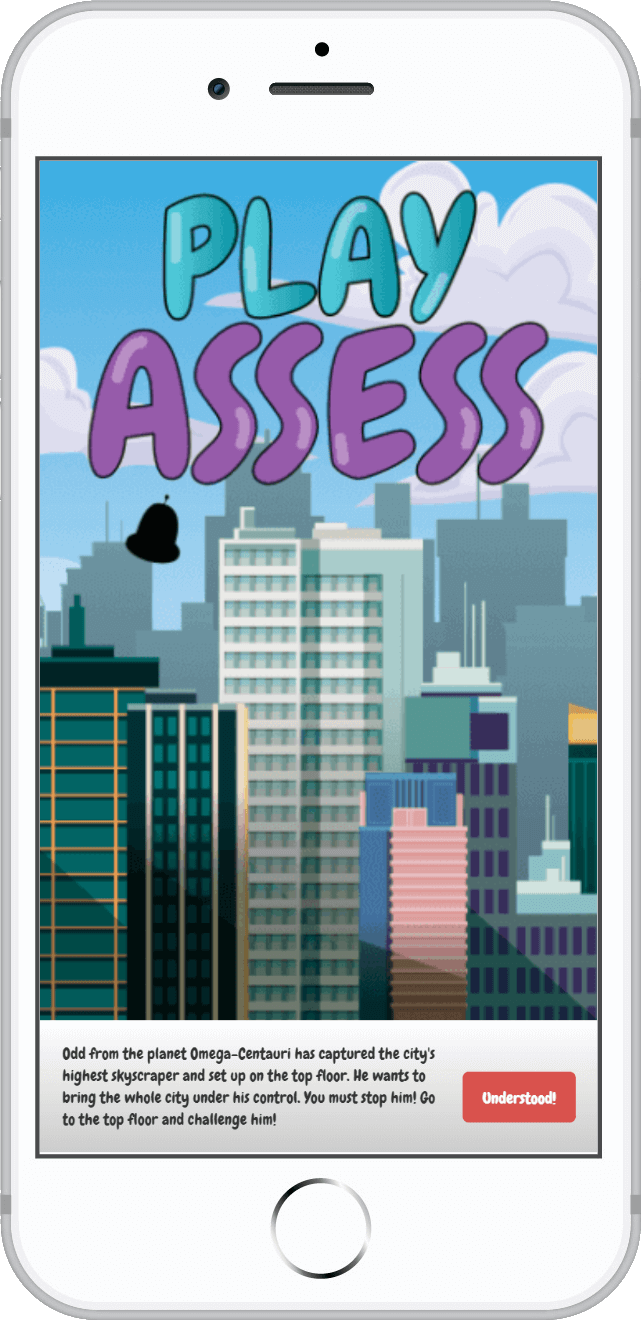 PLAY
ASSESS
Odd from the planet Omega-Centauri has captured the city's
highest skyscraper and set up on the top floor. He wants to
bring the whole city under his control. You must stop him! Go
to the top floor and challenge him!
Understood!